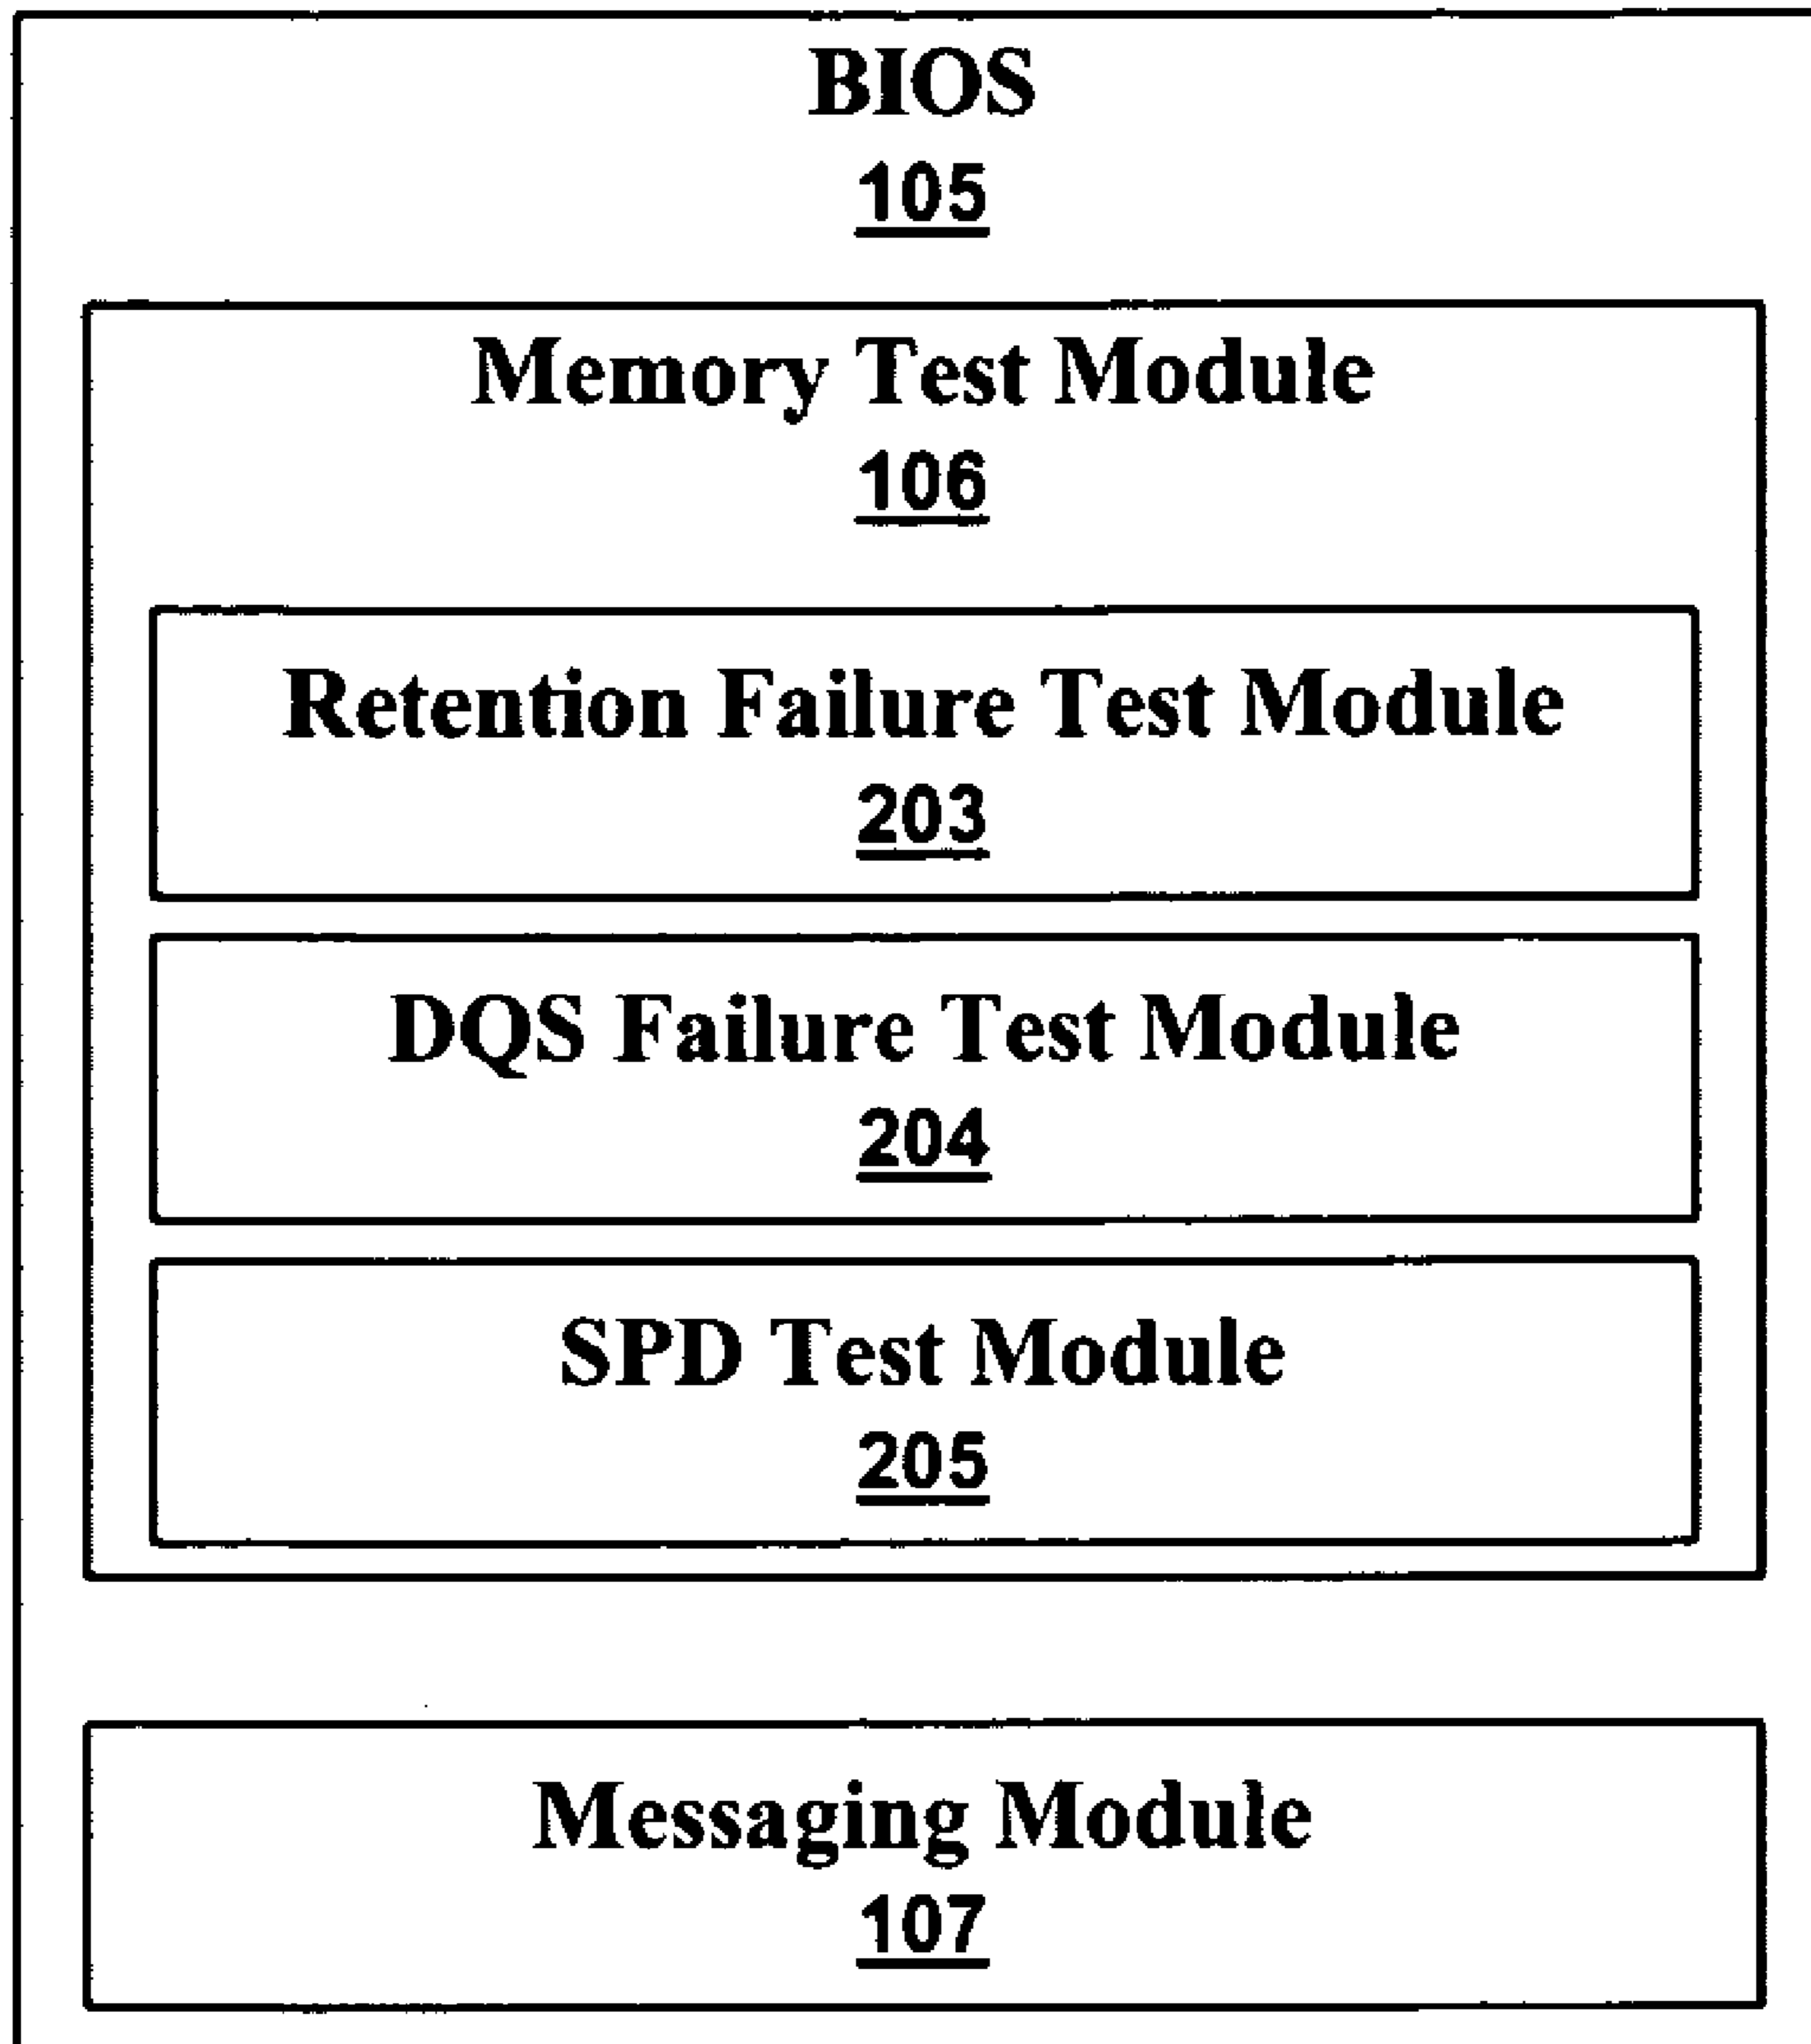 BIOS
105
Memory Test Module
106
Retention Failure Test Module
203
DQS Failure Test Module
204
SPD Test Module
205
Messaging Module
107